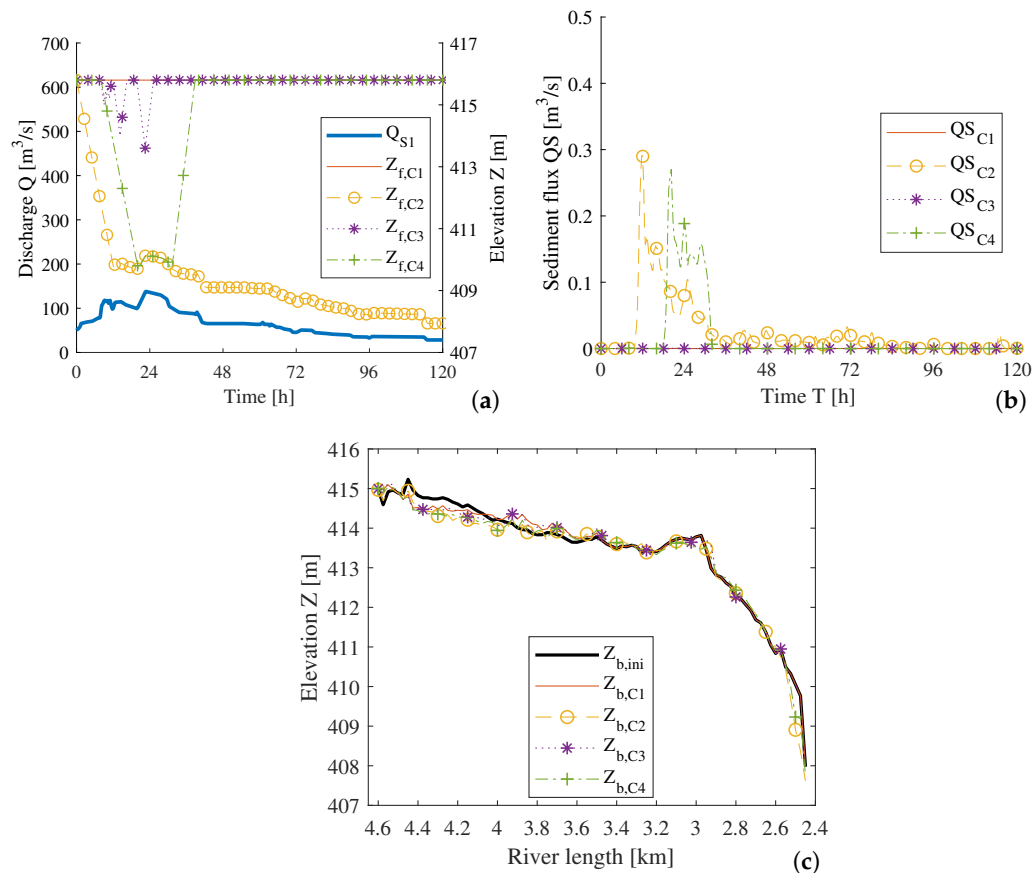 700
600
500
400
300
200
100
0
Discharge Q [m³/s]
417
415
413
411
409
407
Elevation Z [m]
Q_S1
Z_f,C1
Z_f,C2
Z_f,C3
Z_f,C4
0 24 48 72 96 120
Time [h]
(a)
0.5
0.4
0.3
0.2
0.1
0
Sediment flux QS [m³/s]
QS_C1
QS_C2
QS_C3
QS_C4
0 24 48 72 96 120
Time T [h]
(b)
416
415
414
413
412
411
410
409
408
407
Elevation Z [m]
Z_b,ini
Z_b,C1
Z_b,C2
Z_b,C3
Z_b,C4
4.6 4.4 4.2 4 3.8 3.6 3.4 3.2 3 2.8 2.6 2.4
River length [km]
(c)